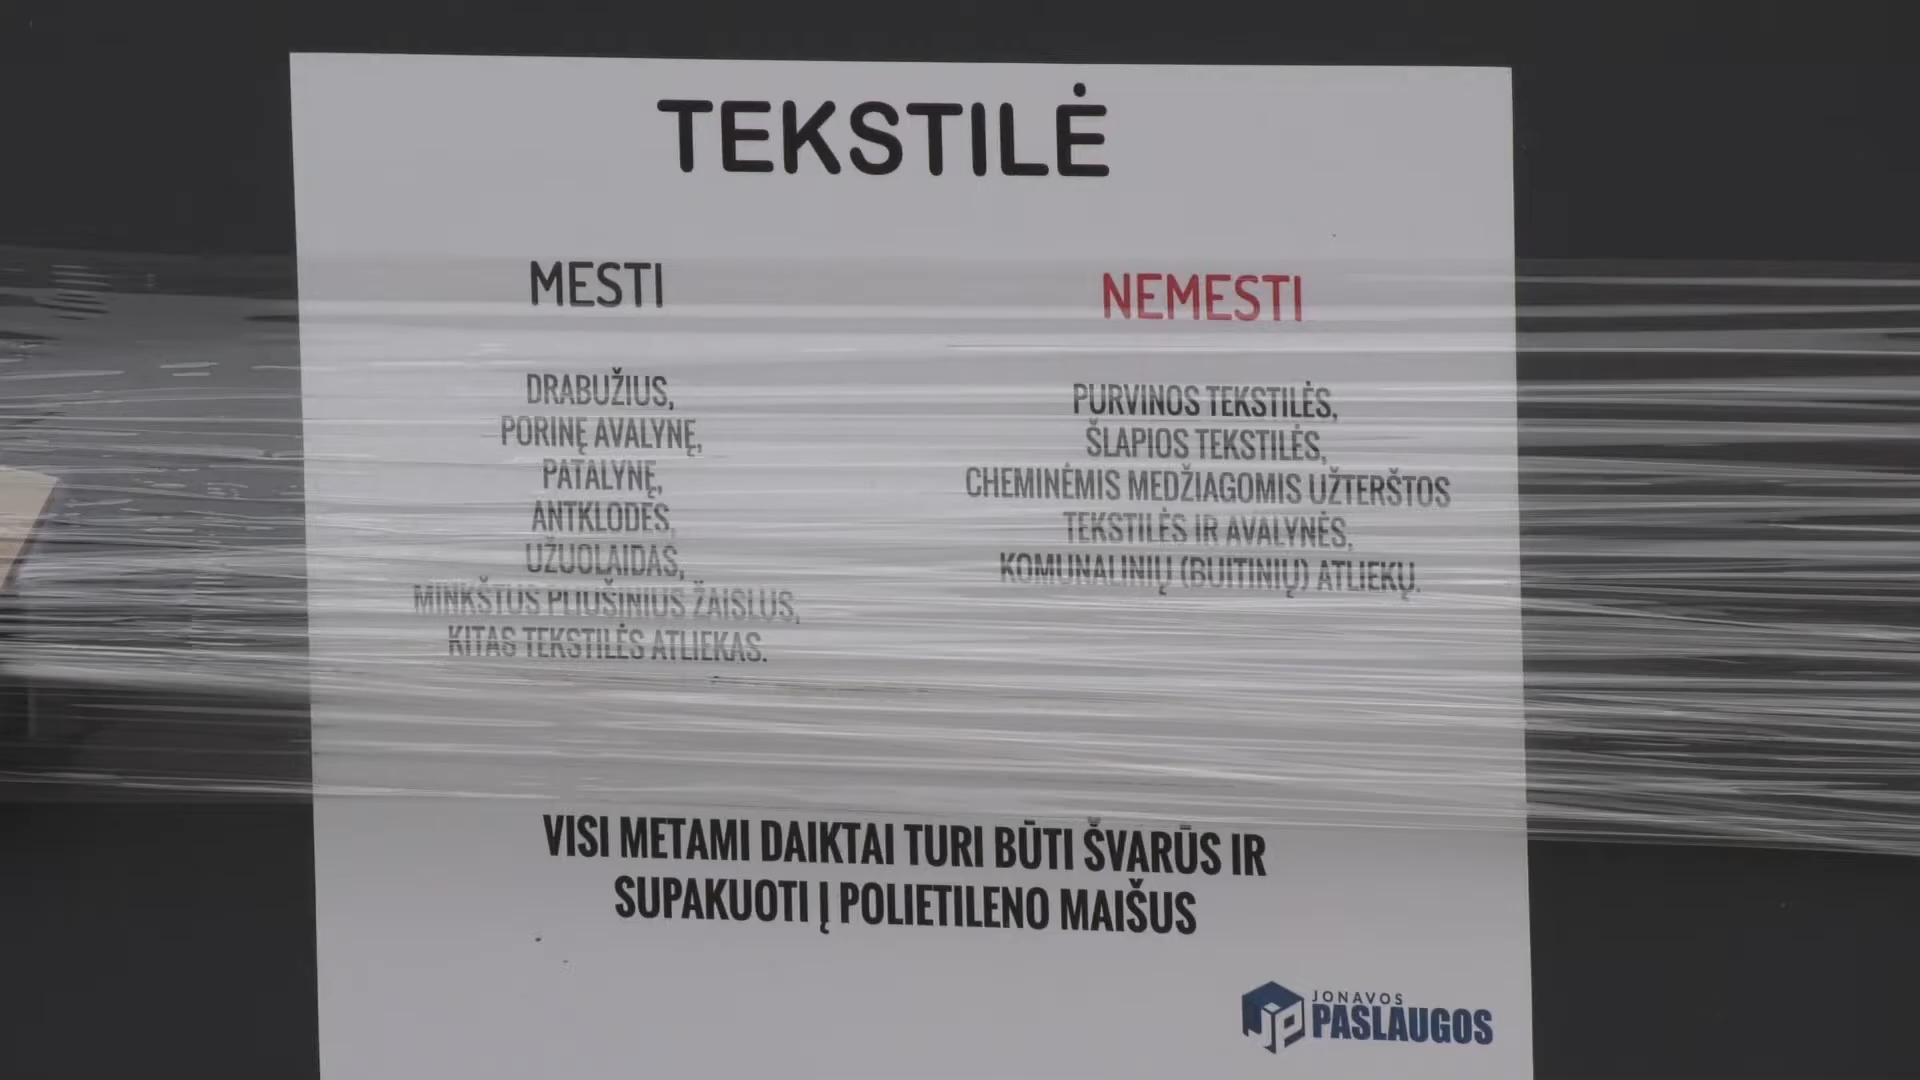 TEKSTILĖ
MESTI
DRABUŽIUS,
PORINĘ AVALYNĘ,
PATALYNĘ,
ANTKLODES,
UŽUOLAIDAS,
MINKŠTUS PLIUŠINIUS ŽAISLUS,
KITAS TEKSTILĖS ATLIEKAS.
NEMESTI
PURVINOS TEKSTILĖS,
ŠLAPIOS TEKSTILĖS,
CHEMINĖMIS MEDŽIAGOMIS UŽTERŠTOS
TEKSTILĖS IR AVALYNĖS,
KOMUNALINIŲ (BUITINIŲ) ATLIEKŲ.
VISI METAMI DAIKTAI TURI BŪTI ŠVARŪS IR
SUPAKUOTI Į POLIETILENO MAIŠUS
JP
JONAVOS
PASLAUGOS